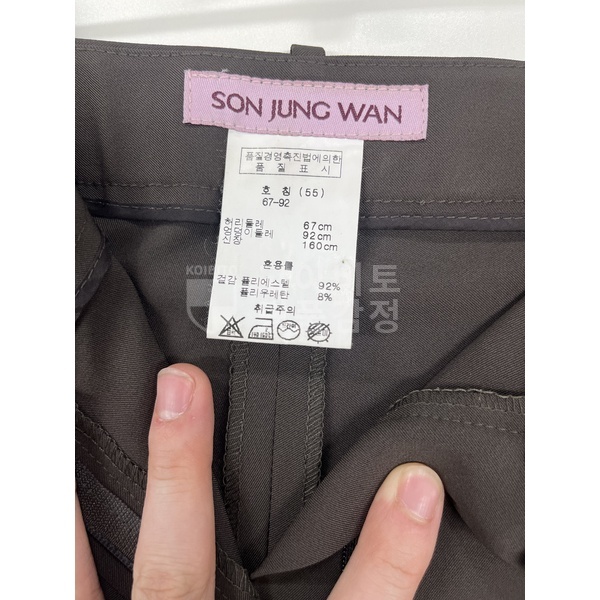 SON JUNG WAN
품질경영촉진법에의한
품 질 표 시
호 칭 (55)
67-92
허리둘레 67cm
엉덩이둘레 92cm
신장 160cm
혼용률
겉감 폴리에스텔 92%
폴리우레탄 8%
취급주의